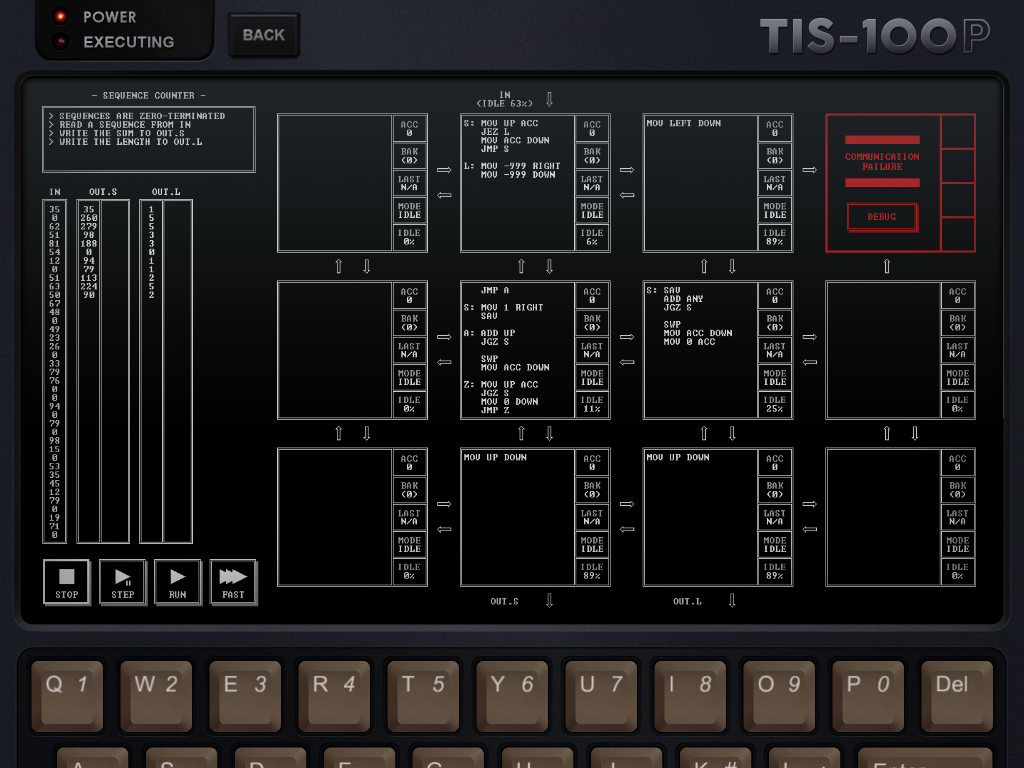 POWER
EXECUTING
BACK
TIS-100P
- SEQUENCE COUNTER -
> SEQUENCES ARE ZERO-TERMINATED
> READ A SEQUENCE FROM IN
> WRITE THE SUM TO OUT.S
> WRITE THE LENGTH TO OUT.L
IN OUT.S OUT.L
35 35 1
0 260 5
62 279 5
51 98 3
81 188 3
54 0 0
12 94 1
0 79 1
51 113 2
63 224 5
50 90 2
67
48
0
49
23
26
0
33
79
76
0
0
94
0
79
0
98
15
0
53
35
45
12
79
0
19
71
0
STOP
STEP
RUN
FAST
IN
(IDLE 63%)
ACC
0
BAK
(0)
LAST
N/A
MODE
IDLE
IDLE
0%
S: MOV UP ACC
JEZ L
MOV ACC DOWN
JMP S
L: MOV -999 RIGHT
MOV -999 DOWN
ACC
0
BAK
(0)
LAST
N/A
MODE
IDLE
IDLE
6%
MOV LEFT DOWN
ACC
0
BAK
(0)
LAST
N/A
MODE
IDLE
IDLE
89%
COMMUNICATION
FAILURE
DEBUG
ACC
0
BAK
(0)
LAST
N/A
MODE
IDLE
IDLE
0%
JMP A
S: MOV 1 RIGHT
SAV
A: ADD UP
JGZ S
SWP
MOV ACC DOWN
Z: MOV UP ACC
JGZ S
MOV 0 DOWN
JMP Z
ACC
0
BAK
(0)
LAST
N/A
MODE
IDLE
IDLE
11%
S: SAV
ADD ANY
JGZ S
SWP
MOV ACC DOWN
MOV 0 ACC
ACC
0
BAK
(0)
LAST
N/A
MODE
IDLE
IDLE
25%
ACC
0
BAK
(0)
LAST
N/A
MODE
IDLE
IDLE
0%
ACC
0
BAK
(0)
LAST
N/A
MODE
IDLE
IDLE
0%
MOV UP DOWN
ACC
0
BAK
(0)
LAST
N/A
MODE
IDLE
IDLE
89%
MOV UP DOWN
ACC
0
BAK
(0)
LAST
N/A
MODE
IDLE
IDLE
89%
ACC
0
BAK
(0)
LAST
N/A
MODE
IDLE
IDLE
0%
OUT.S
OUT.L
Q 1 W 2 E 3 R 4 T 5 Y 6 U 7 I 8 O 9 P 0 Del